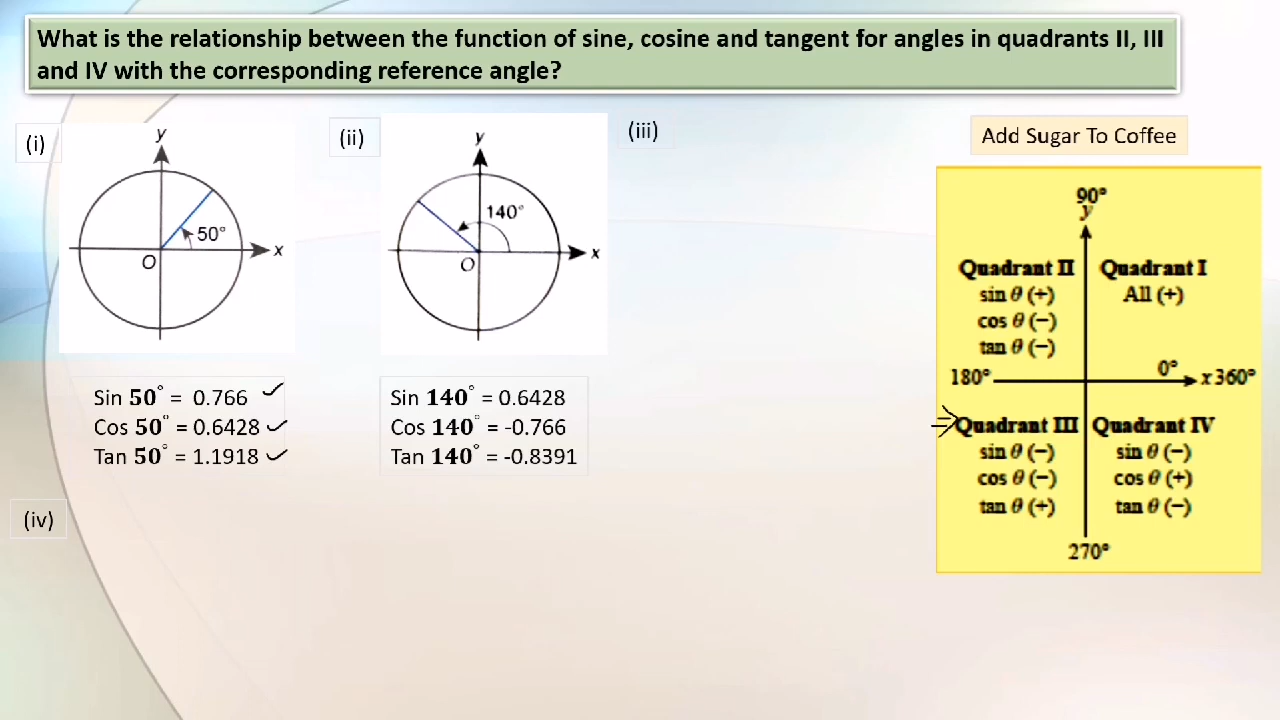 What is the relationship between the function of sine, cosine and tangent for angles in quadrants II, III
and IV with the corresponding reference angle?
(i)
y
50°
x
O
Sin 50° = 0.766
Cos 50° = 0.6428
Tan 50° = 1.1918
(ii)
y
140°
x
O
Sin 140° = 0.6428
Cos 140° = -0.766
Tan 140° = -0.8391
(iii)
(iv)
Add Sugar To Coffee
90°
y
Quadrant II
sin θ (+)
cos θ (−)
tan θ (−)
Quadrant I
All (+)
180°
0°
x 360°
Quadrant III
sin θ (−)
cos θ (−)
tan θ (+)
Quadrant IV
sin θ (−)
cos θ (+)
tan θ (−)
270°